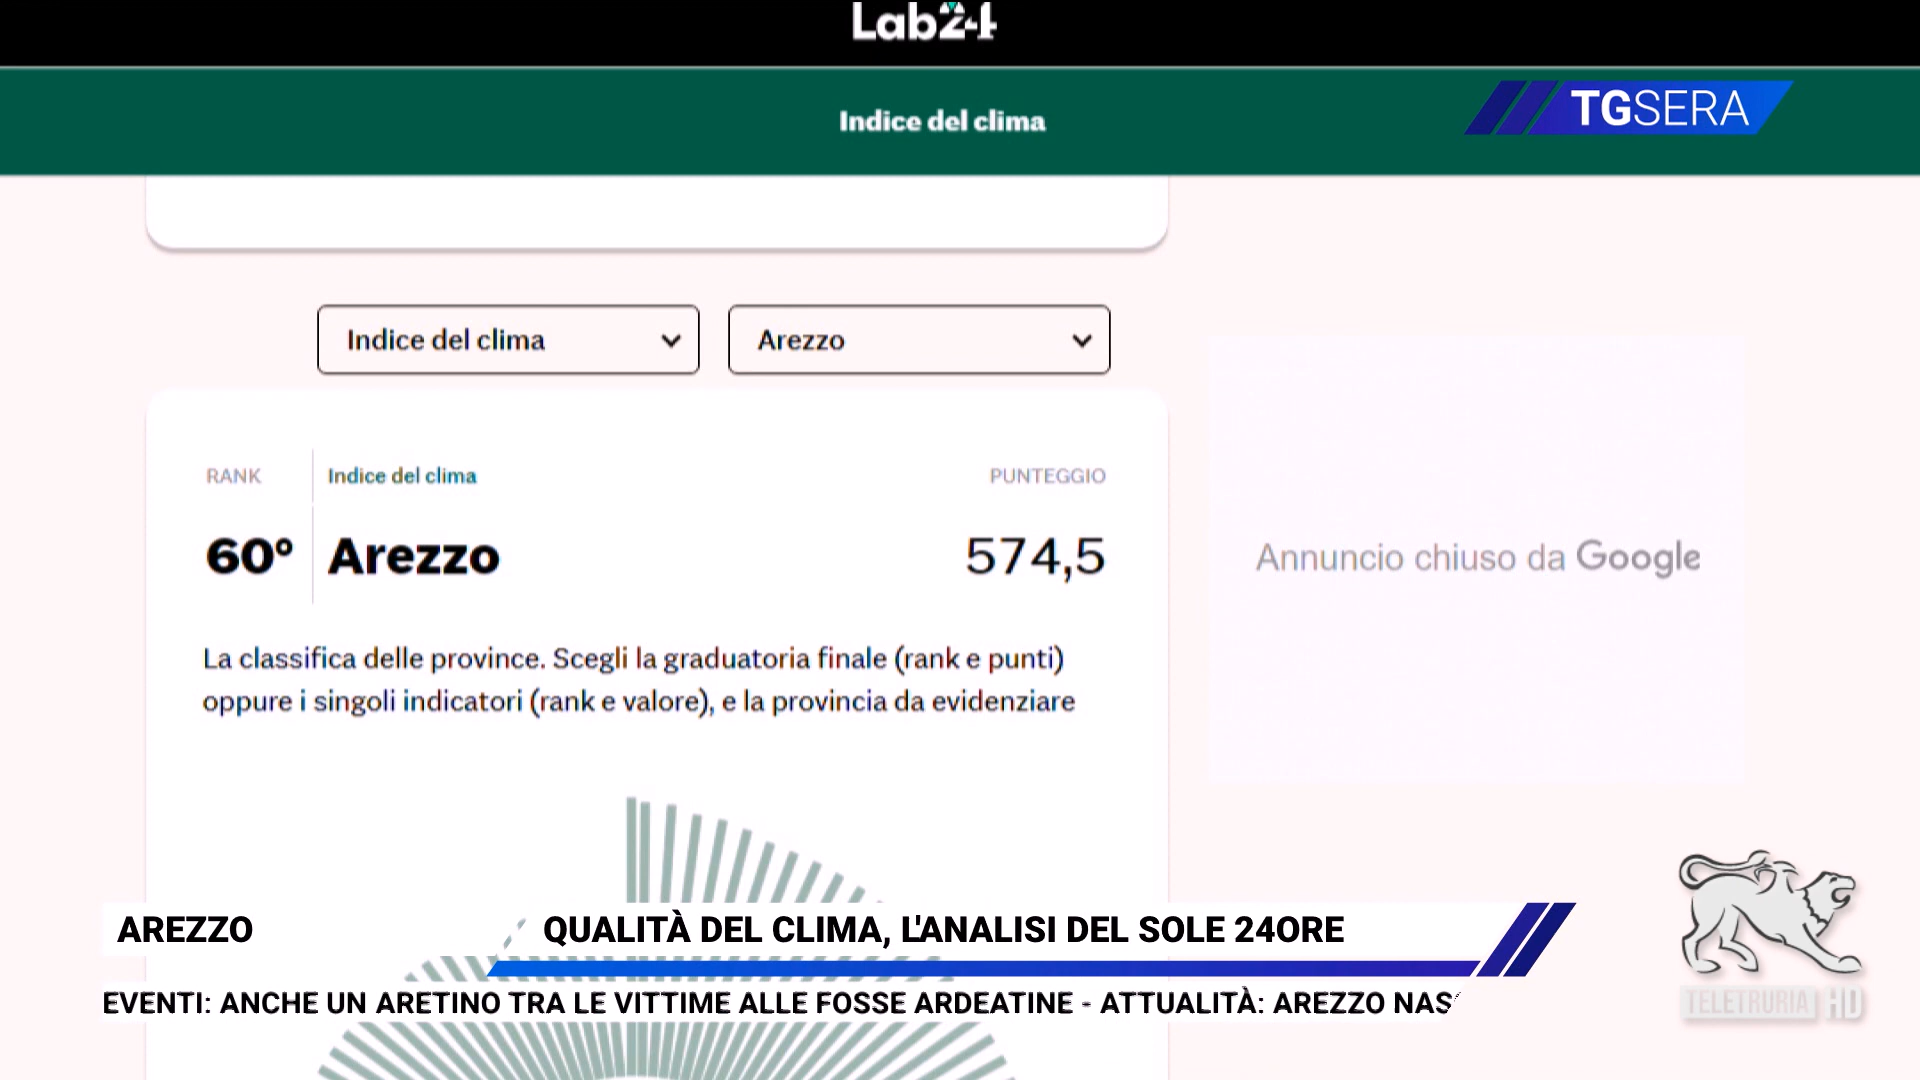 Lab24
Indice del clima
TGSERA
Indice del clima
Arezzo
RANK
Indice del clima
PUNTEGGIO
60°
Arezzo
574,5
La classifica delle province. Scegli la graduatoria finale (rank e punti)
oppure i singoli indicatori (rank e valore), e la provincia da evidenziare
Annuncio chiuso da Google
AREZZO
QUALITÀ DEL CLIMA, L'ANALISI DEL SOLE 24ORE
EVENTI: ANCHE UN ARETINO TRA LE VITTIME ALLE FOSSE ARDEATINE - ATTUALITÀ: AREZZO NAS
TELETRURIA HD